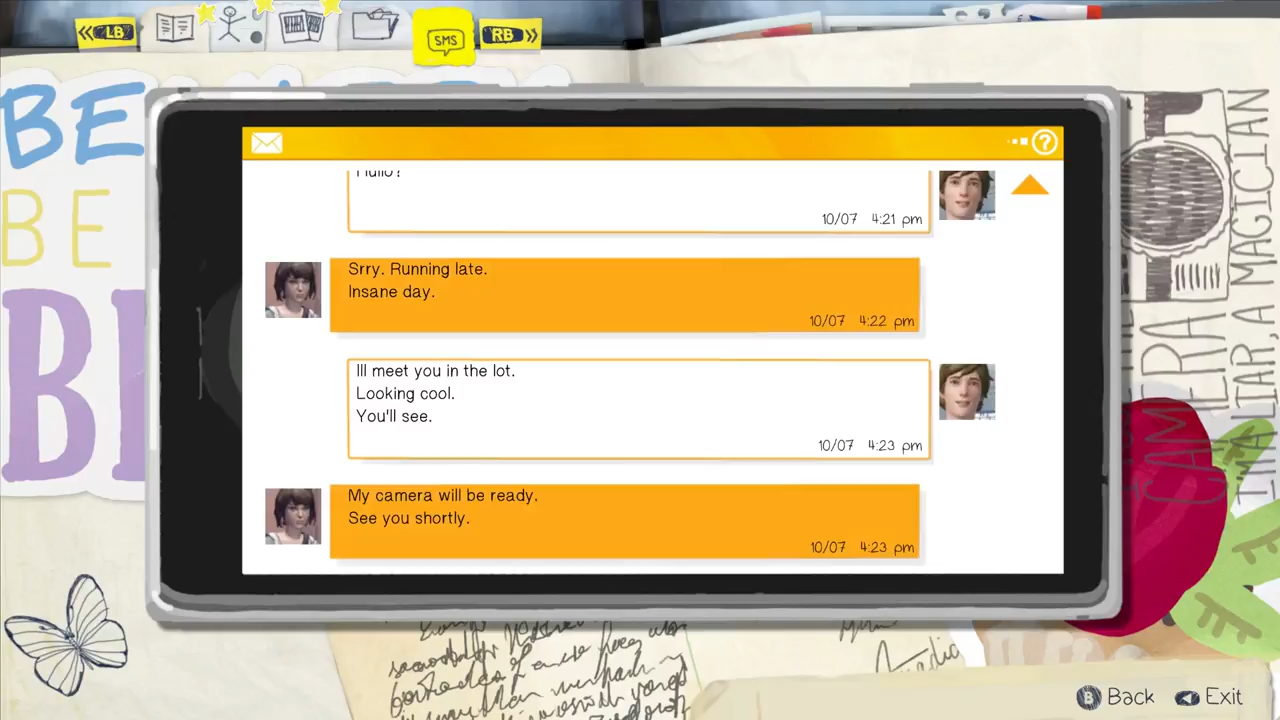 LB
SMS
RB
BE
BE
Hullo?
10/07 4:21 pm
Srry. Running late.
Insane day.
10/07 4:22 pm
Ill meet you in the lot.
Looking cool.
You'll see.
10/07 4:23 pm
My camera will be ready.
See you shortly.
10/07 4:23 pm
CAMERA
I'M A LIAR, A MAGICIAN
B Back
Exit